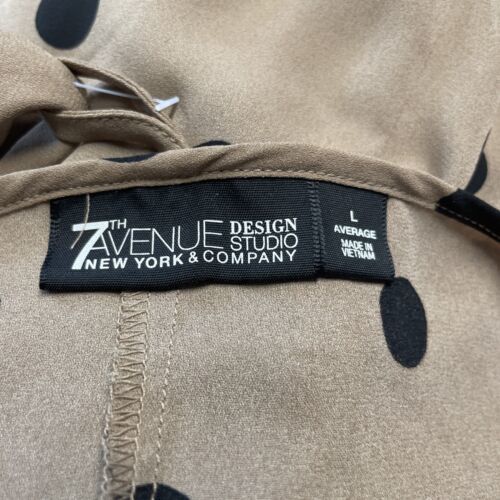 7TH AVENUE DESIGN STUDIO
NEW YORK & COMPANY
L
AVERAGE
MADE IN
VIETNAM